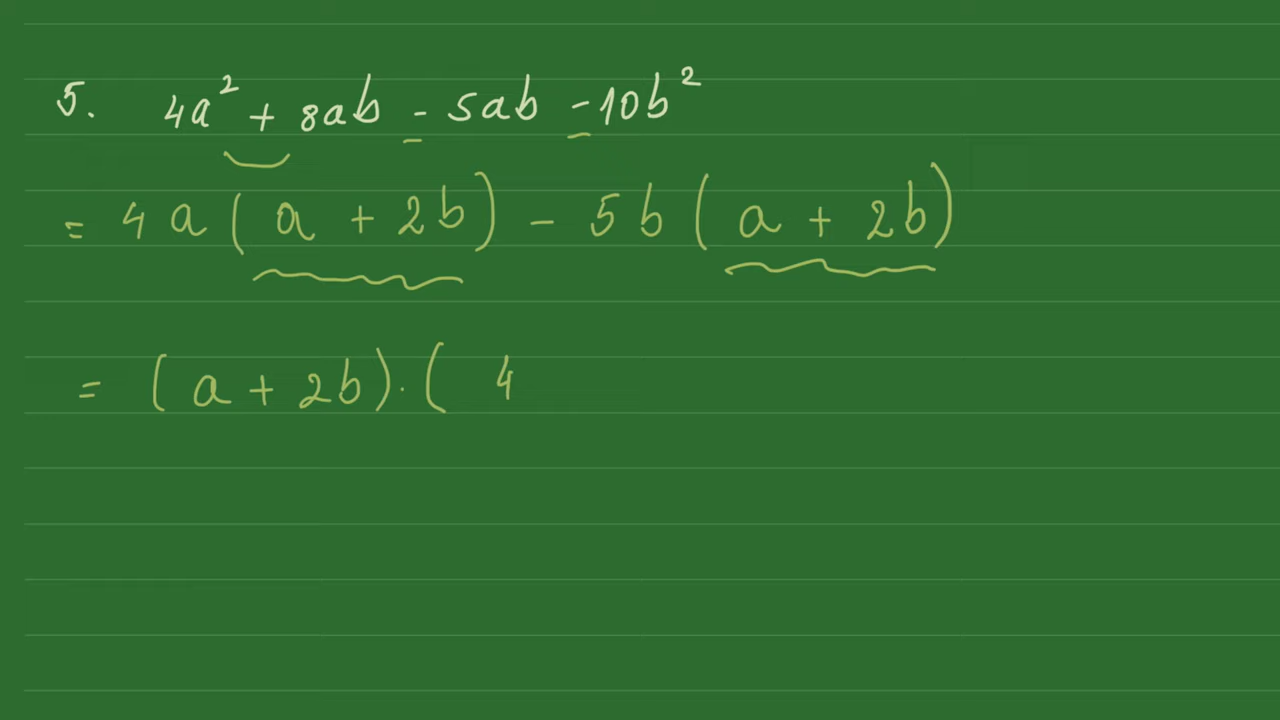 5. 4a² + 8ab - 5ab - 10b²
= 4a(a + 2b) - 5b(a + 2b)
= (a + 2b).( 4